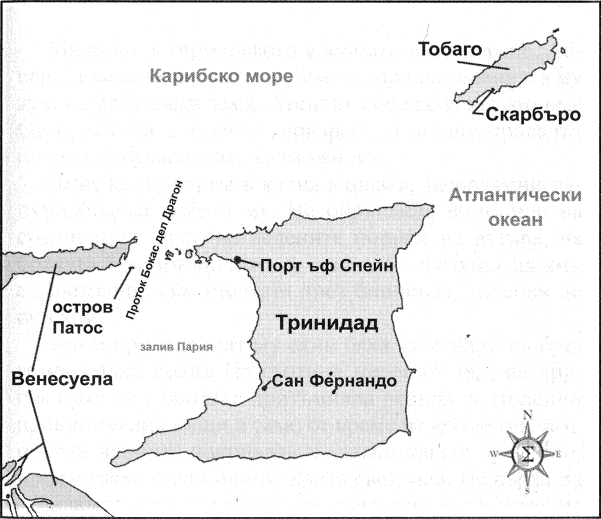 Тобаго
Карибско море
Скарбъро
Атлантически
океан
Проток Бокас дел Драгон
Порт ъф Спейн
остров
Патос
Тринидад
залив Пария
Венесуела
Сан Фернандо
N
W
Σ
E
S